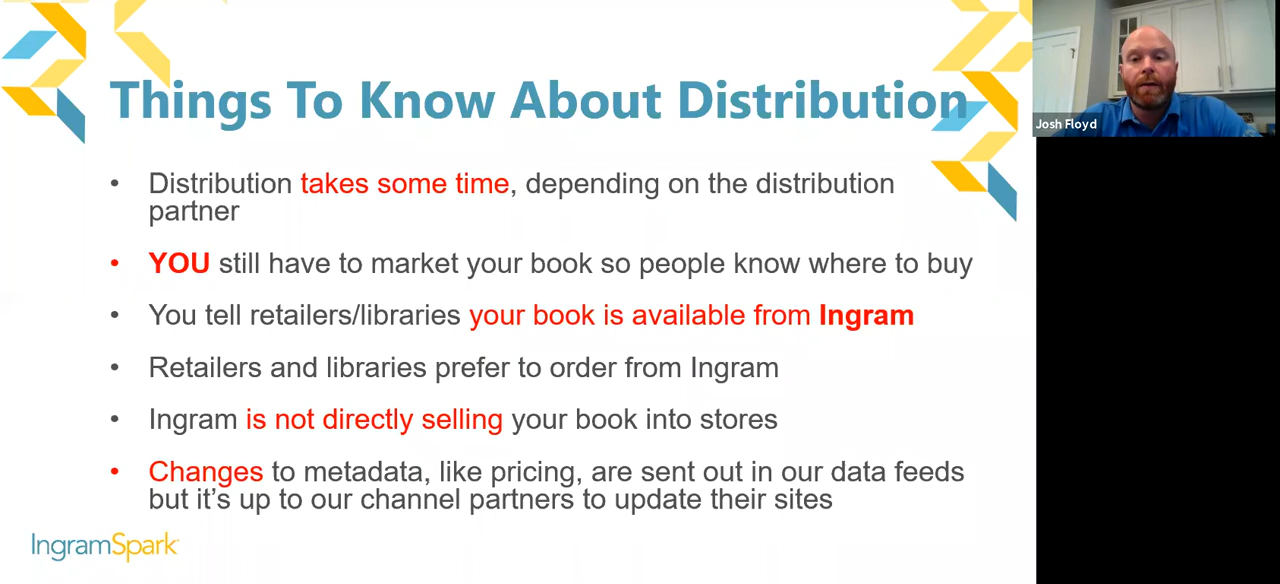 Things To Know About Distribution
Josh Floyd
• Distribution takes some time, depending on the distribution
partner
• YOU still have to market your book so people know where to buy
• You tell retailers/libraries your book is available from Ingram
• Retailers and libraries prefer to order from Ingram
• Ingram is not directly selling your book into stores
• Changes to metadata, like pricing, are sent out in our data feeds
but it’s up to our channel partners to update their sites
IngramSpark